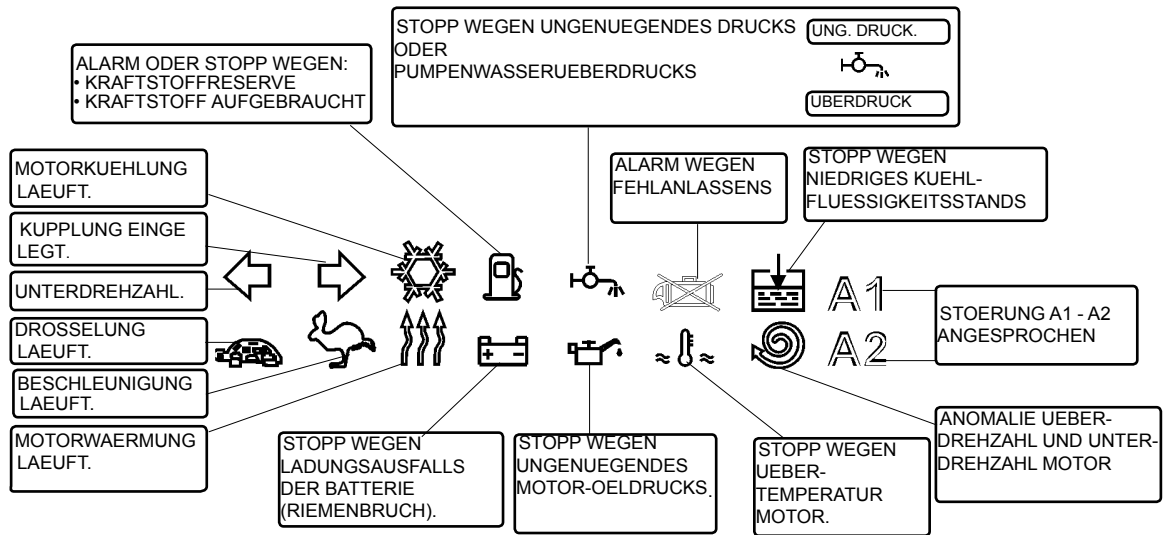 STOPP WEGEN UNGENUEGENDES DRUCKS
ODER
PUMPENWASSERUEBERDRUCKS
UNG. DRUCK.
UBERDRUCK
ALARM ODER STOPP WEGEN:
• KRAFTSTOFFRESERVE
• KRAFTSTOFF AUFGEBRAUCHT
MOTORKUEHLUNG
LAEUFT.
KUPPLUNG EINGE
LEGT.
UNTERDREHZAHL.
DROSSELUNG
LAEUFT.
BESCHLEUNIGUNG
LAEUFT.
MOTORWAERMUNG
LAEUFT.
ALARM WEGEN
FEHLANLASSENS
STOPP WEGEN
NIEDRIGES KUEHL-
FLUESSIGKEITSSTANDS
A1
A2
STOERUNG A1 - A2
ANGESPROCHEN
STOPP WEGEN
LADUNGSAUSFALLS
DER BATTERIE
(RIEMENBRUCH).
STOPP WEGEN
UNGENUEGENDES
MOTOR-OELDRUCKS.
STOPP WEGEN
UEBER-
TEMPERATUR
MOTOR.
ANOMALIE UEBER-
DREHZAHL UND UNTER-
DREHZAHL MOTOR